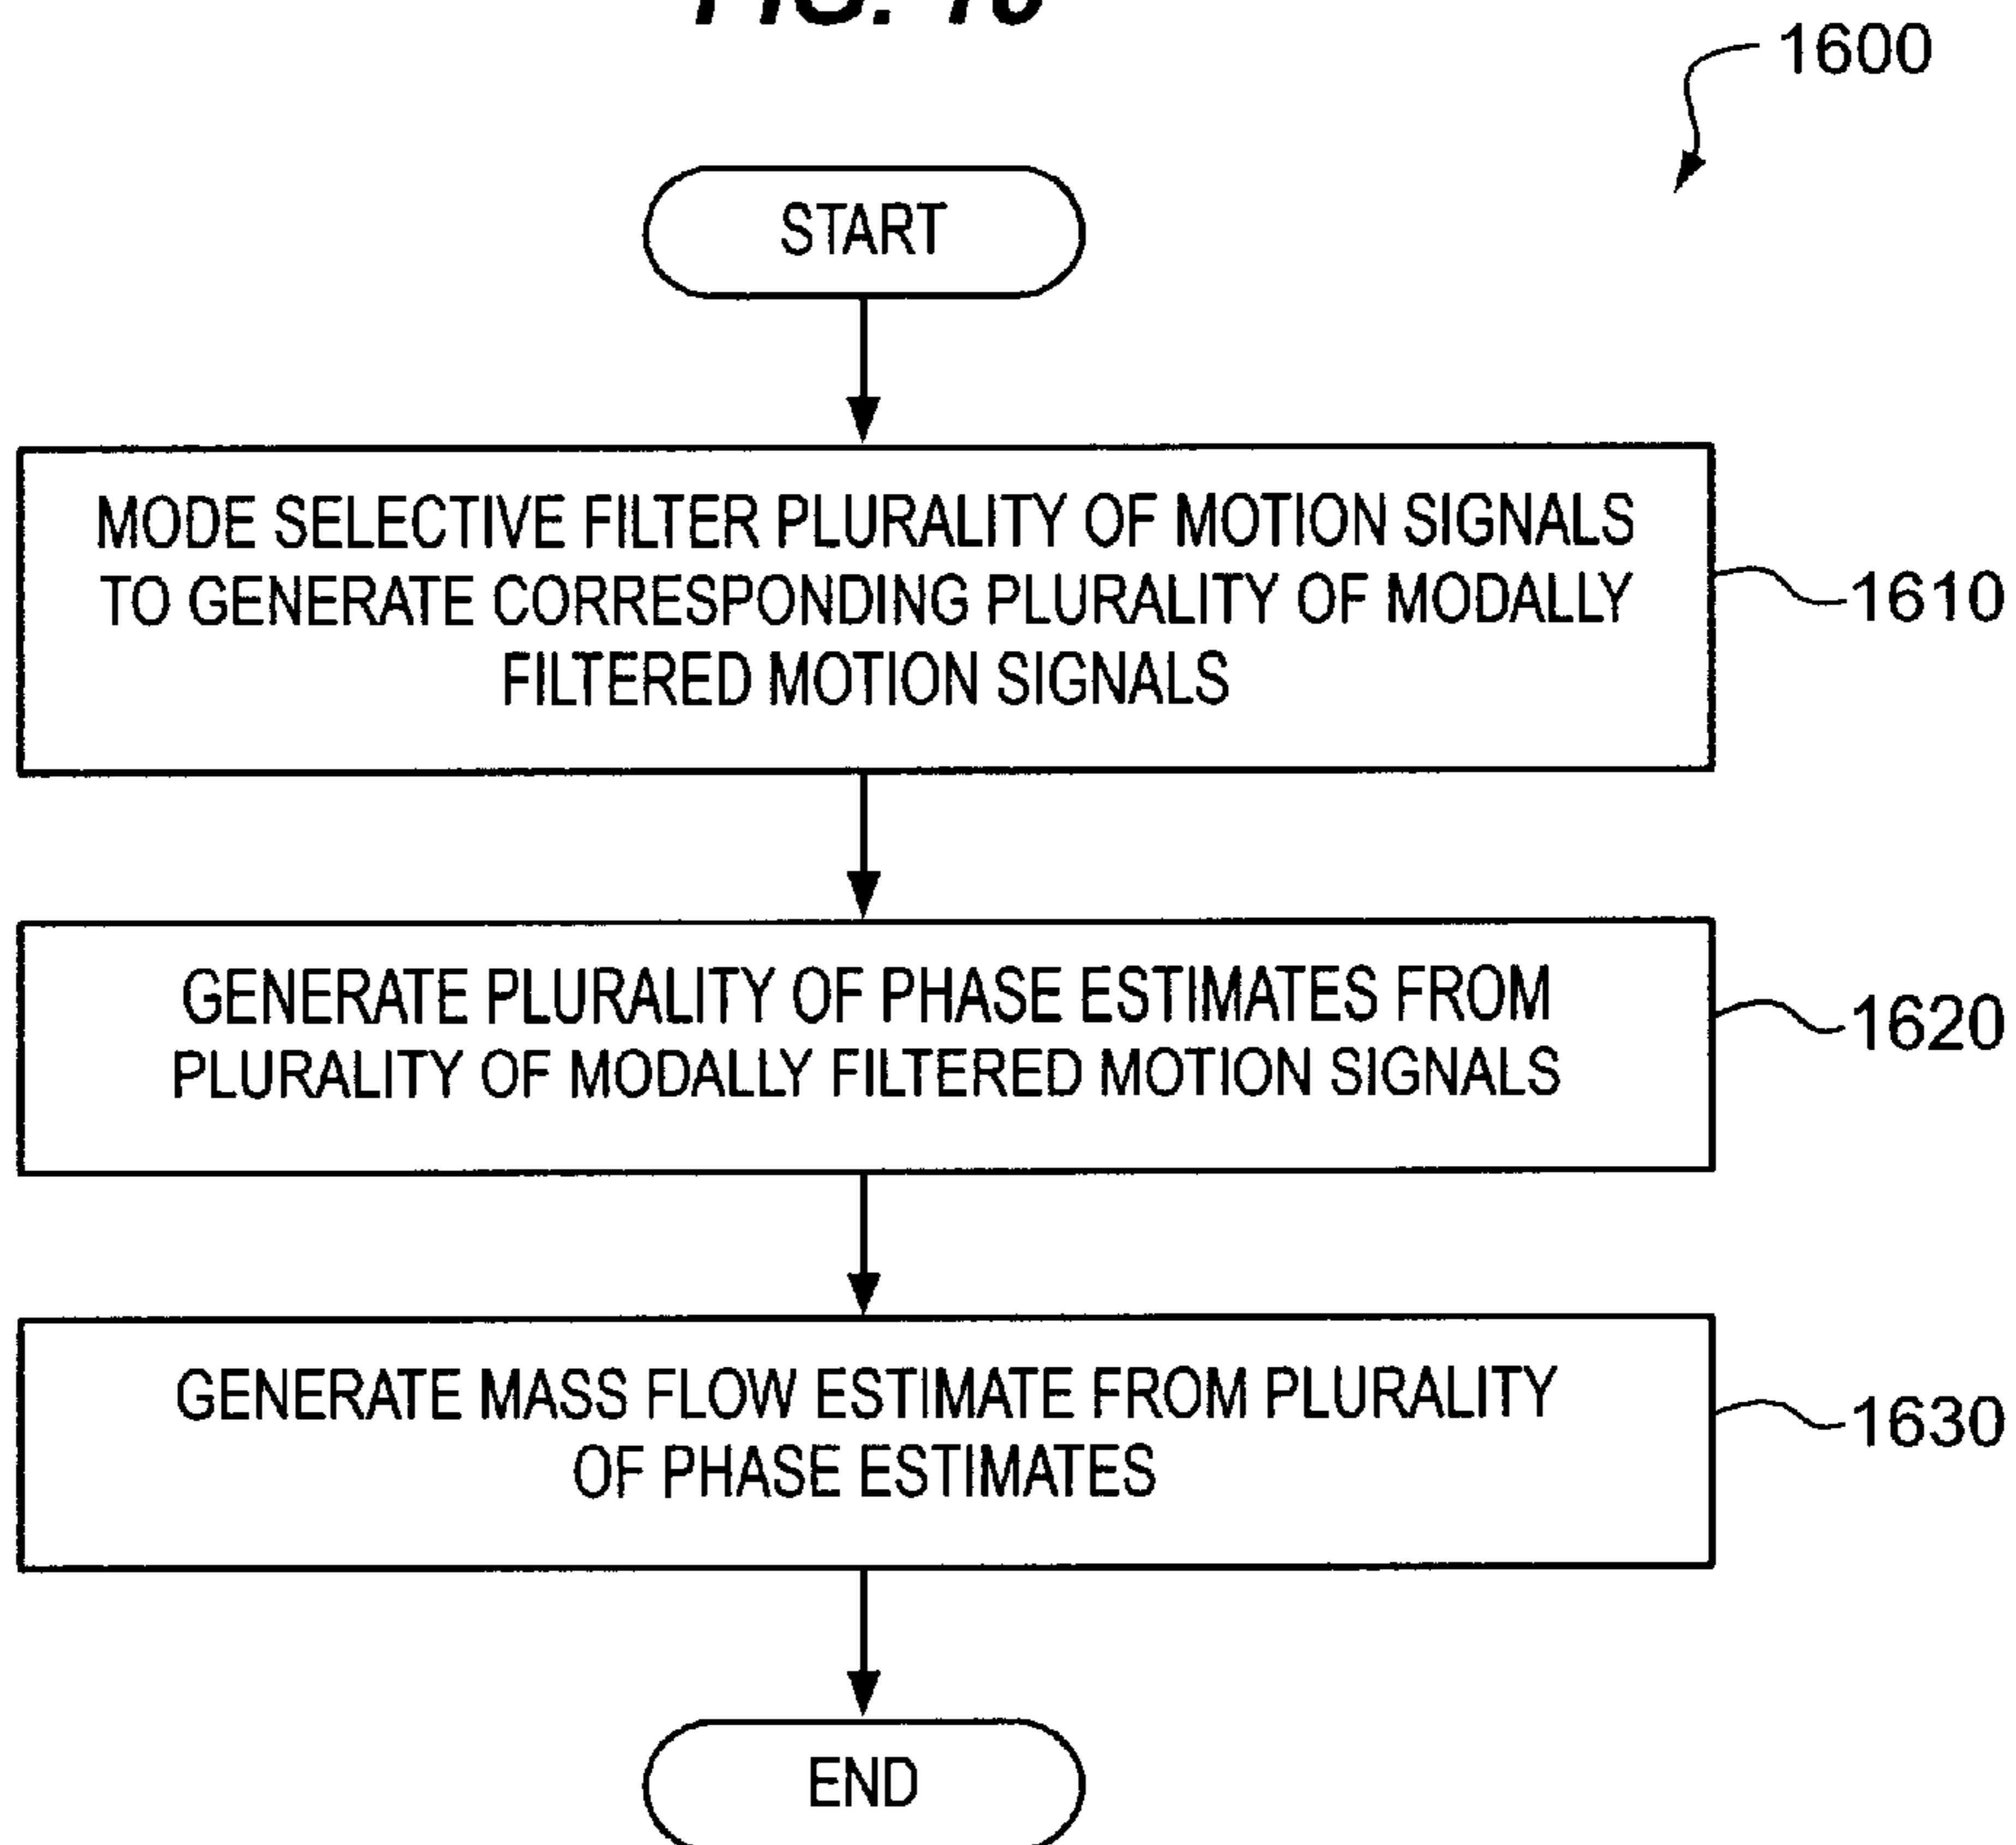 1600
START
MODE SELECTIVE FILTER PLURALITY OF MOTION SIGNALS
TO GENERATE CORRESPONDING PLURALITY OF MODALLY
FILTERED MOTION SIGNALS
1610
GENERATE PLURALITY OF PHASE ESTIMATES FROM
PLURALITY OF MODALLY FILTERED MOTION SIGNALS
1620
GENERATE MASS FLOW ESTIMATE FROM PLURALITY
OF PHASE ESTIMATES
1630
END